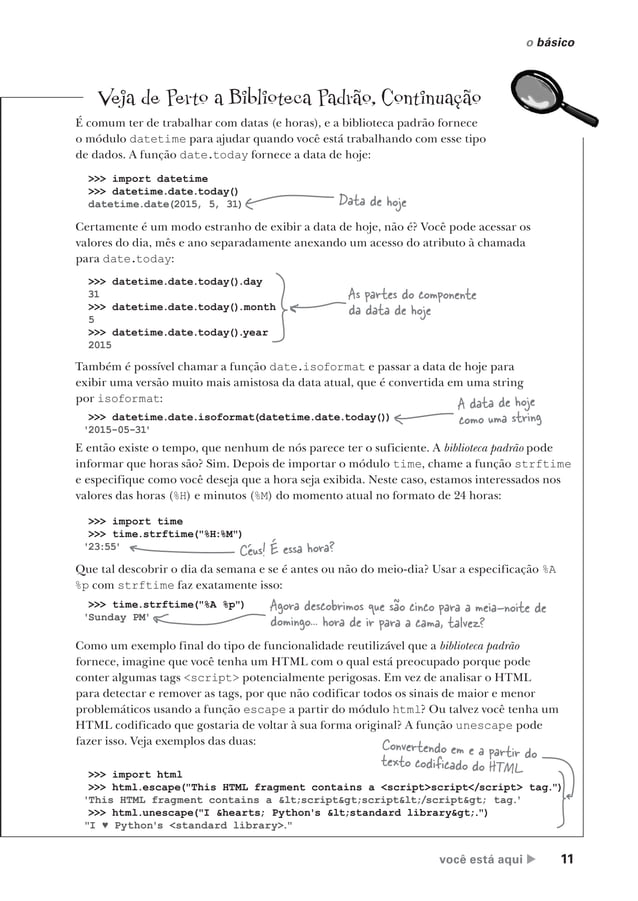 o básico
Veja de Perto a Biblioteca Padrão, Continuação
É comum ter de trabalhar com datas (e horas), e a biblioteca padrão fornece
o módulo datetime para ajudar quando você está trabalhando com esse tipo
de dados. A função date.today fornece a data de hoje:
>>> import datetime
>>> datetime.date.today()
datetime.date(2015, 5, 31)
Data de hoje
Certamente é um modo estranho de exibir a data de hoje, não é? Você pode acessar os
valores do dia, mês e ano separadamente anexando um acesso do atributo à chamada
para date.today:
>>> datetime.date.today().day
31
>>> datetime.date.today().month
5
>>> datetime.date.today().year
2015
As partes do componente
da data de hoje
Também é possível chamar a função date.isoformat e passar a data de hoje para
exibir uma versão muito mais amistosa da data atual, que é convertida em uma string
por isoformat:
>>> datetime.date.isoformat(datetime.date.today())
'2015-05-31'
A data de hoje
como uma string
E então existe o tempo, que nenhum de nós parece ter o suficiente. A biblioteca padrão pode
informar que horas são? Sim. Depois de importar o módulo time, chame a função strftime
e especifique como você deseja que a hora seja exibida. Neste caso, estamos interessados nos
valores das horas (%H) e minutos (%M) do momento atual no formato de 24 horas:
>>> import time
>>> time.strftime("%H:%M")
'23:55'
Céus! É essa hora?
Que tal descobrir o dia da semana e se é antes ou não do meio-dia? Usar a especificação %A
%p com strftime faz exatamente isso:
>>> time.strftime("%A %p")
'Sunday PM'
Agora descobrimos que são cinco para a meia-noite de
domingo... hora de ir para a cama, talvez?
Como um exemplo final do tipo de funcionalidade reutilizável que a biblioteca padrão
fornece, imagine que você tenha um HTML com o qual está preocupado porque pode
conter algumas tags <script> potencialmente perigosas. Em vez de analisar o HTML
para detectar e remover as tags, por que não codificar todos os sinais de maior e menor
problemáticos usando a função escape a partir do módulo html? Ou talvez você tenha um
HTML codificado que gostaria de voltar à sua forma original? A função unescape pode
fazer isso. Veja exemplos das duas:
Convertendo em e a partir do
texto codificado do HTML
>>> import html
>>> html.escape("This HTML fragment contains a <script>script</script> tag.")
'This HTML fragment contains a &lt;script&gt;script&lt;/script&gt; tag.'
>>> html.unescape("I &hearts; Python's &lt;standard library&gt;.")
"I ♥ Python's <standard library>."
você está aqui ▶ 11